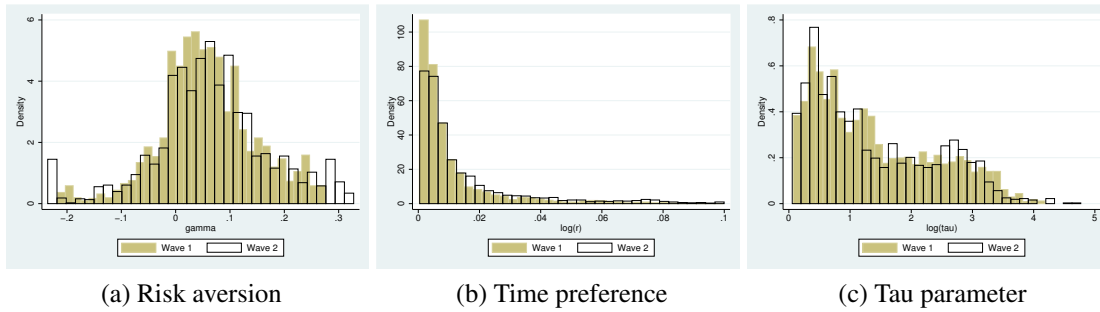 6
4
2
0
Density
-.2
-.1
0
.1
.2
.3
gamma
Wave 1
Wave 2
(a) Risk aversion
100
80
60
40
20
0
Density
0
.02
.04
.06
.08
.1
log(r)
Wave 1
Wave 2
(b) Time preference
.8
.6
.4
.2
0
Density
0
1
2
3
4
5
log(tau)
Wave 1
Wave 2
(c) Tau parameter